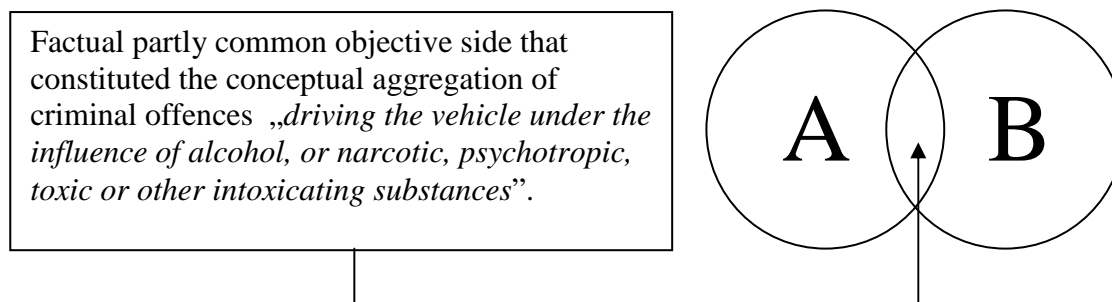 Factual partly common objective side that
constituted the conceptual aggregation of
criminal offences „driving the vehicle under the
influence of alcohol, or narcotic, psychotropic,
toxic or other intoxicating substances”.
A B